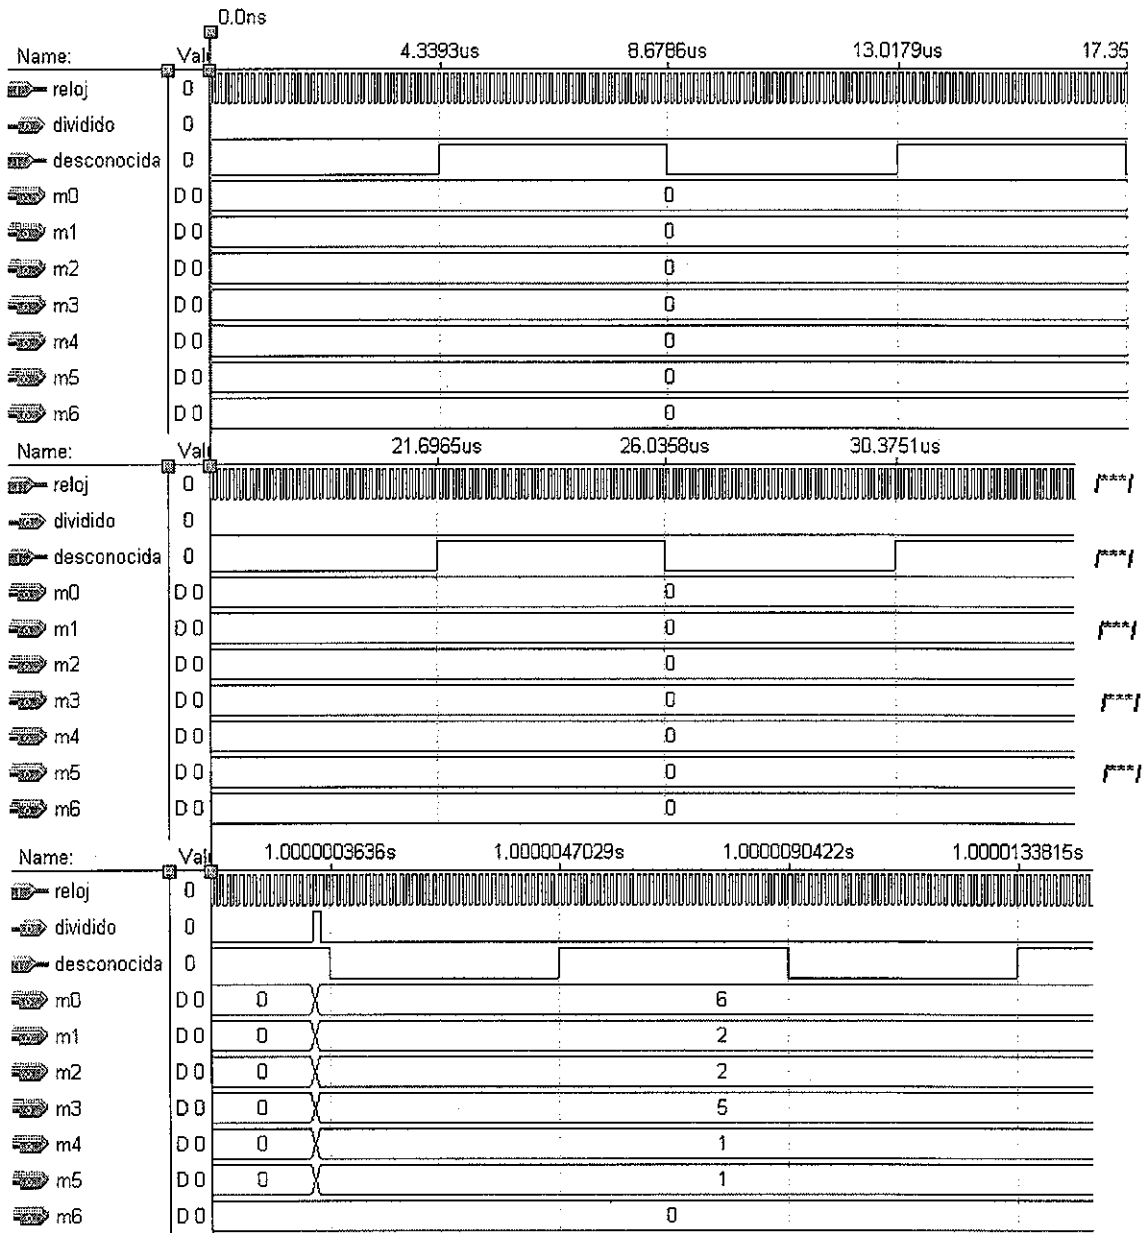 0.0ns
Name: Valu 4.3393us 8.6786us 13.0179us 17.35
reloj 0
dividido 0
desconocida 0
m0 D 0 0
m1 D 0 0
m2 D 0 0
m3 D 0 0
m4 D 0 0
m5 D 0 0
m6 D 0 0
Name: Valu 21.6965us 26.0358us 30.3751us
reloj 0 /***/
dividido 0
desconocida 0 /***/
m0 D 0 0
m1 D 0 0 /***/
m2 D 0 0
m3 D 0 0 /***/
m4 D 0 0
m5 D 0 0 /***/
m6 D 0 0
Name: Valu 1.0000003636s 1.0000047029s 1.0000090422s 1.0000133815s
reloj 0
dividido 0
desconocida 0
m0 D 0 0 6
m1 D 0 0 2
m2 D 0 0 2
m3 D 0 0 5
m4 D 0 0 1
m5 D 0 0 1
m6 D 0 0